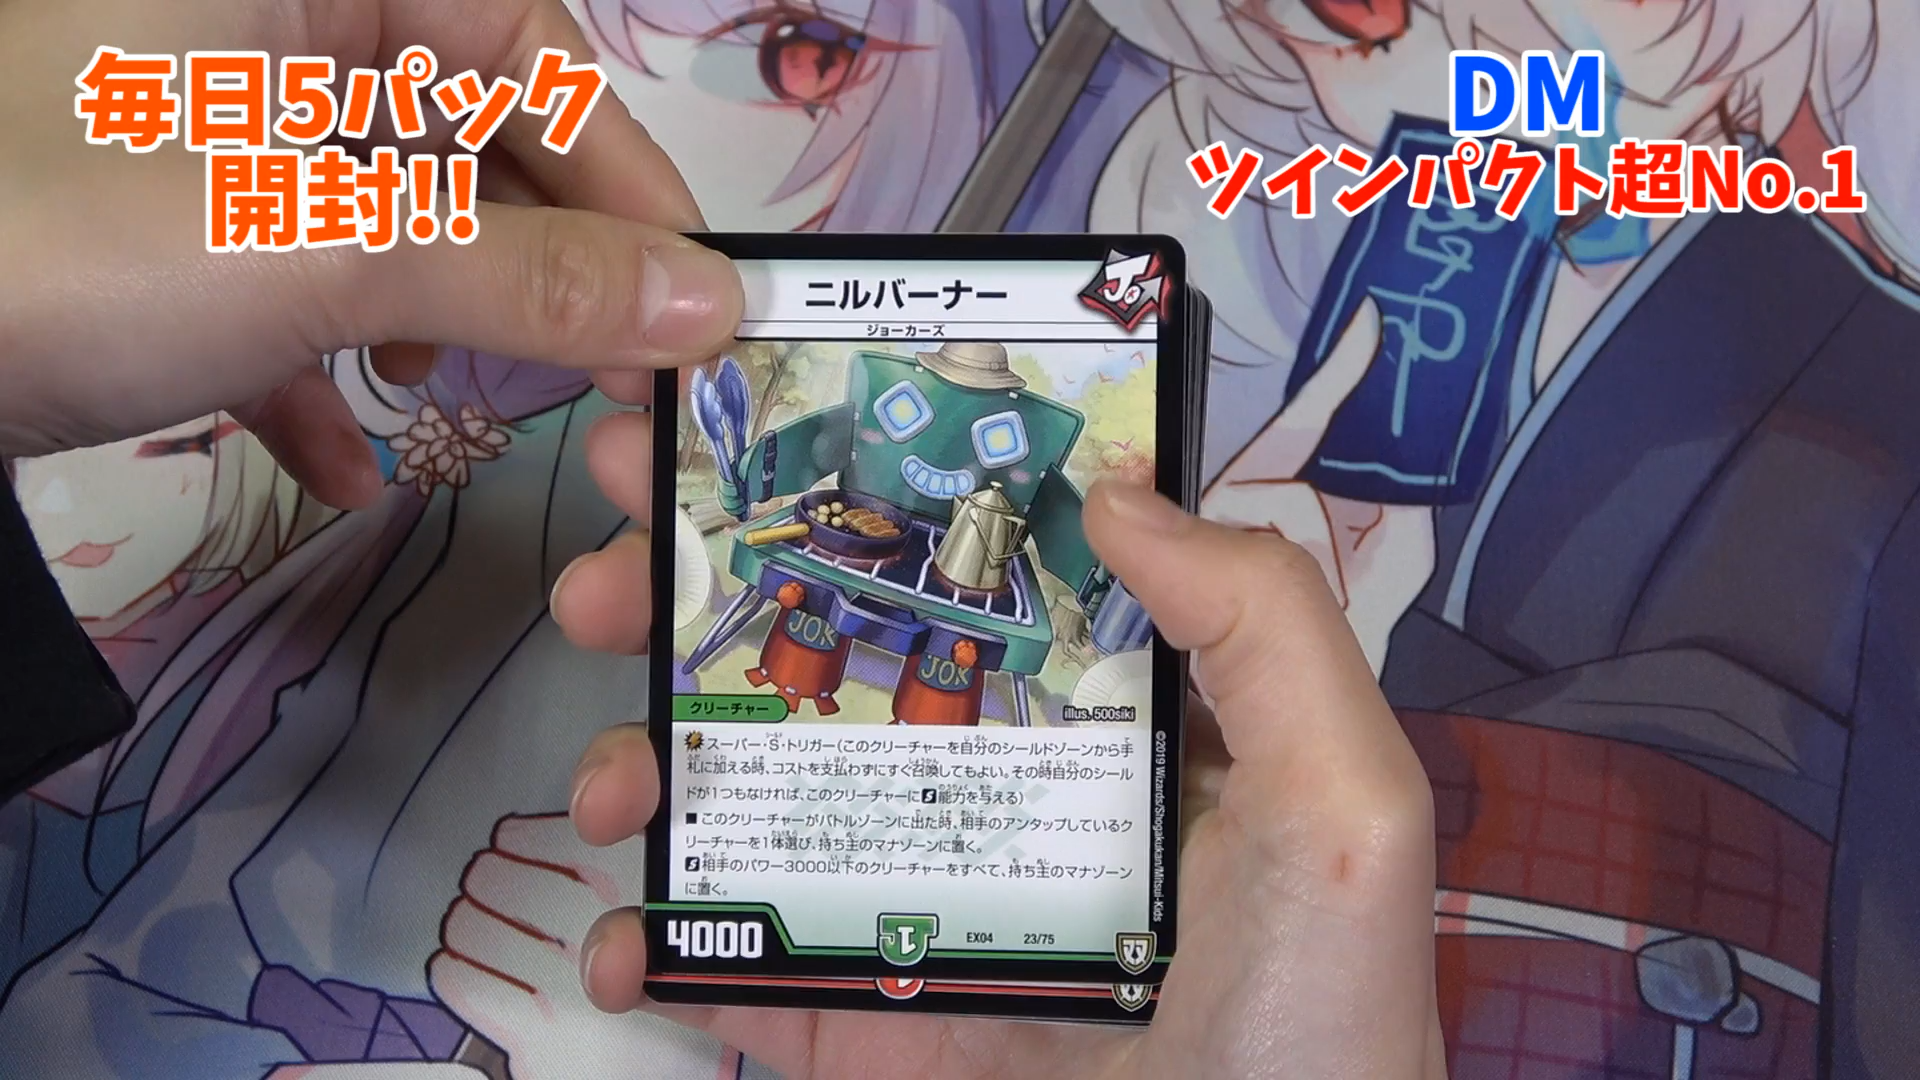 毎日5パック
開封!!
DM
ツインパクト超No.1
ニルバーナー
ジョーカーズ
JOK
JOK
クリーチャー
illus. 500siki
スーパー・S・トリガー(このクリーチャーを自分のシールドゾーンから手
札に加える時、コストを支払わずにすぐ召喚してもよい。その時自分のシール
ドが1つもなければ、このクリーチャーにS能力を与える)
■このクリーチャーがバトルゾーンに出た時、相手のアンタップしているク
リーチャーを1体選び、持ち主のマナゾーンに置く。
S相手のパワー3000以下のクリーチャーをすべて、持ち主のマナゾーン
に置く。
©2019 Wizards/Shogakukan/Mitsui-Kids
4000
1
EX04 23/75